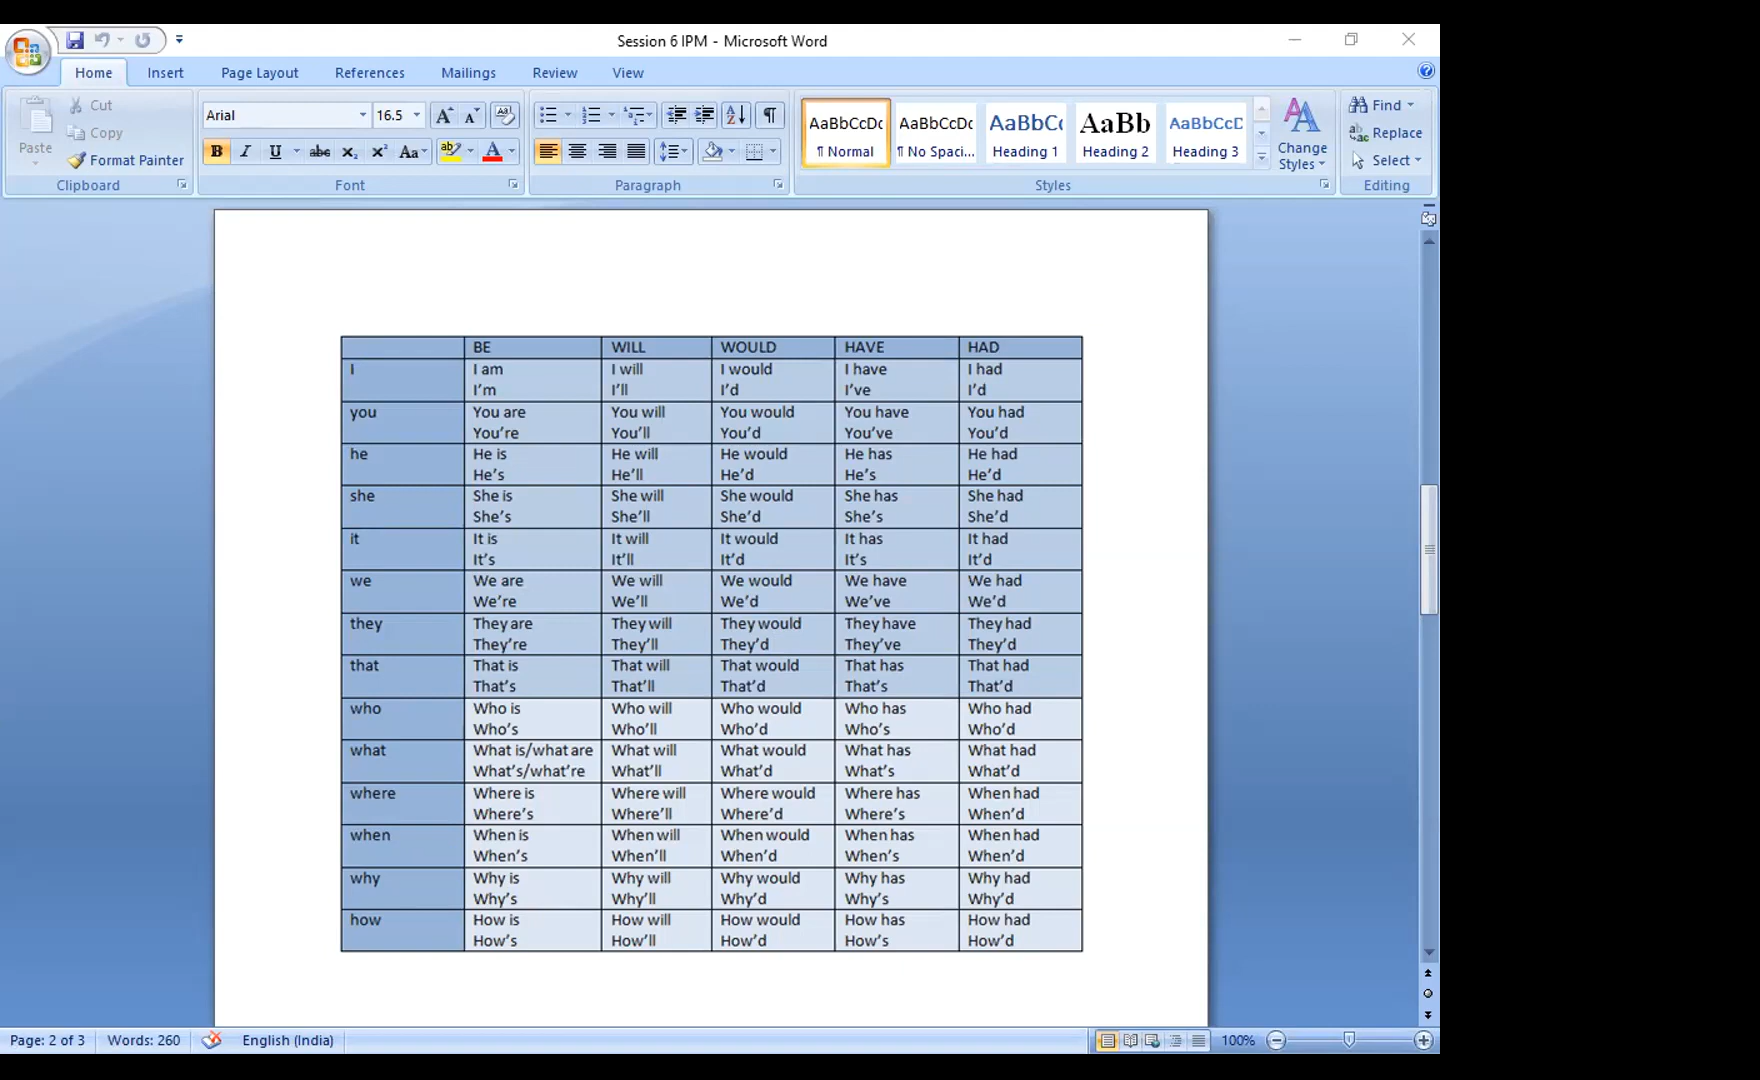 Session 6 IPM - Microsoft Word
Home Insert Page Layout References Mailings Review View
Paste Cut Copy Format Painter
Arial 16.5
B I U abc X₂ X² Aa ab A
AaBbCcDc AaBbCcDc AaBbCc AaBb AaBbCcD
¶ Normal ¶ No Spaci... Heading 1 Heading 2 Heading 3
Change Styles
Find
Replace
Select
Clipboard Font Paragraph Styles Editing
BE WILL WOULD HAVE HAD
I I am I will I would I have I had
I’m I’ll I’d I’ve I’d
you You are You will You would You have You had
You’re You’ll You’d You’ve You’d
he He is He will He would He has He had
He’s He’ll He’d He’s He’d
she She is She will She would She has She had
She’s She’ll She’d She’s She’d
it It is It will It would It has It had
It’s It’ll It’d It’s It’d
we We are We will We would We have We had
We’re We’ll We’d We’ve We’d
they They are They will They would They have They had
They’re They’ll They’d They’ve They’d
that That is That will That would That has That had
That’s That’ll That’d That’s That’d
who Who is Who will Who would Who has Who had
Who’s Who’ll Who’d Who’s Who’d
what What is/what are What will What would What has What had
What’s/what’re What’ll What’d What’s What’d
where Where is Where will Where would Where has When had
Where’s Where’ll Where’d Where’s When’d
when When is When will When would When has When had
When’s When’ll When’d When’s When’d
why Why is Why will Why would Why has Why had
Why’s Why’ll Why’d Why’s Why’d
how How is How will How would How has How had
How’s How’ll How’d How’s How’d
Page: 2 of 3 Words: 260 English (India) 100%